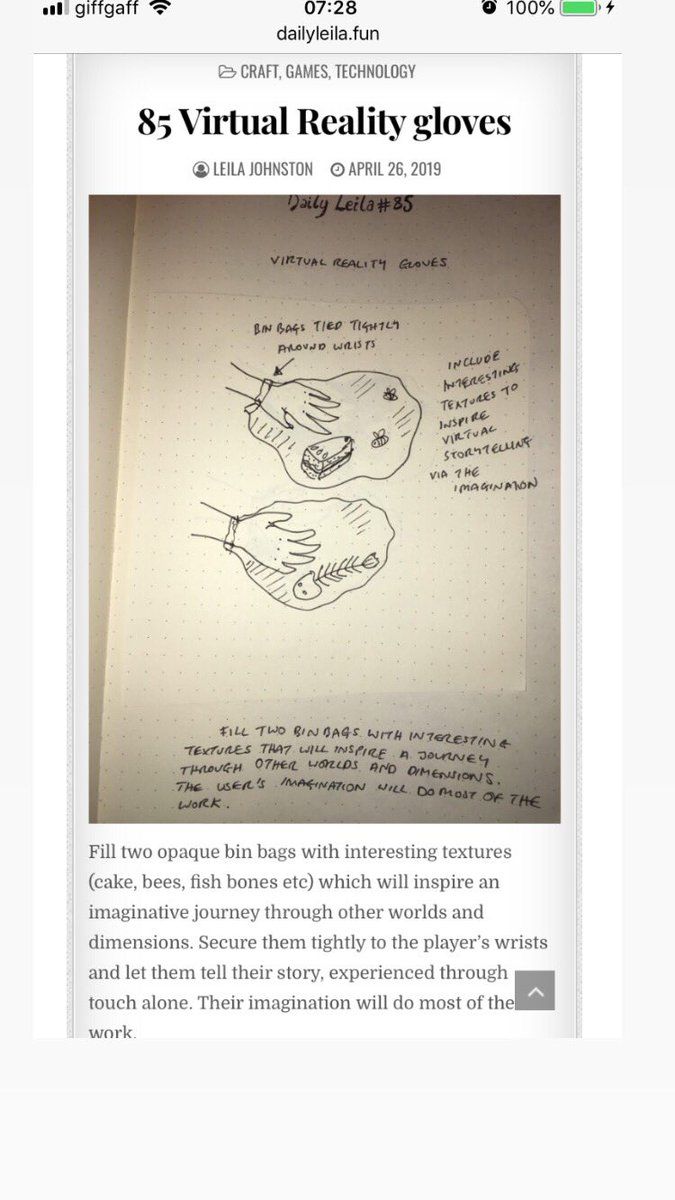 giffgaff 07:28 100%
dailyleila.fun
CRAFT, GAMES, TECHNOLOGY
85 Virtual Reality gloves
LEILA JOHNSTON APRIL 26, 2019
Daily Leila #85
VIRTUAL REALITY GLOVES
BIN BAGS TIED TIGHTLY
AROUND WRISTS
INCLUDE
INTERESTING
TEXTURES TO
INSPIRE
VIRTUAL
STORYTELLING
VIA THE
IMAGINATION
FILL TWO BIN BAGS WITH INTERESTING
TEXTURES THAT WILL INSPIRE A JOURNEY
THROUGH OTHER WORLDS AND DIMENSIONS.
THE USER'S IMAGINATION WILL DO MOST OF THE
WORK.
Fill two opaque bin bags with interesting textures
(cake, bees, fish bones etc) which will inspire an
imaginative journey through other worlds and
dimensions. Secure them tightly to the player's wrists
and let them tell their story, experienced through
touch alone. Their imagination will do most of the
work.